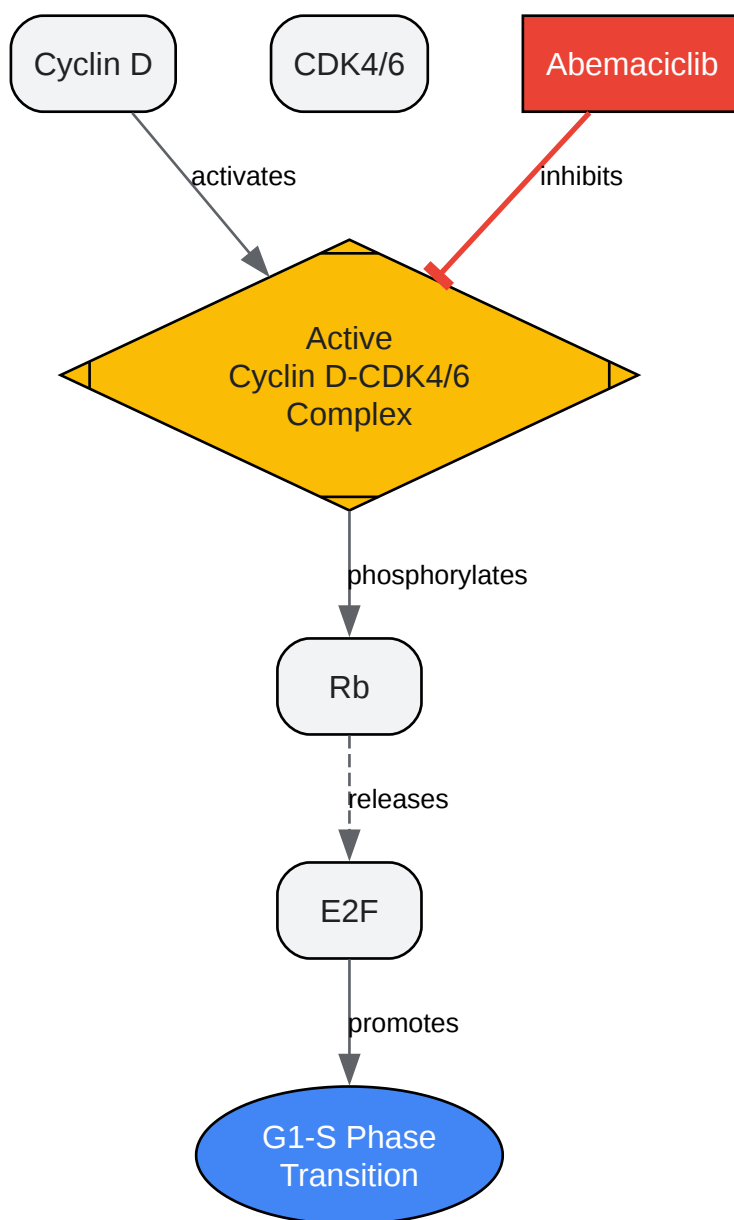 Cyclin D
CDK4/6
Abemaciclib
activates
inhibits
Active
Cyclin D-CDK4/6
Complex
phosphorylates
Rb
releases
E2F
promotes
G1-S Phase
Transition